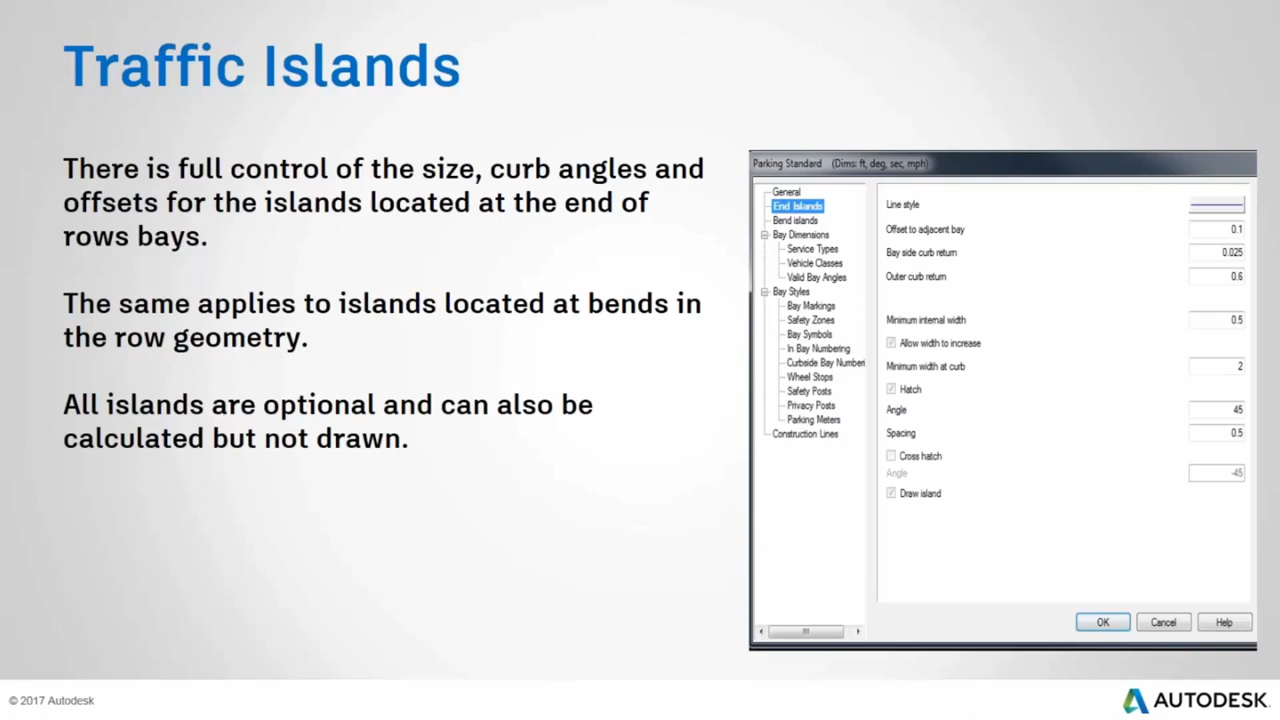 Traffic Islands
There is full control of the size, curb angles and
offsets for the islands located at the end of
rows bays.
The same applies to islands located at bends in
the row geometry.
All islands are optional and can also be
calculated but not drawn.
Parking Standard (Dims: ft, deg, sec, mph)
General
End Islands
Bend islands
Bay Dimensions
Service Types
Vehicle Classes
Valid Bay Angles
Bay Styles
Bay Markings
Safety Zones
Bay Symbols
In Bay Numbering
Curbside Bay Numberi
Wheel Stops
Safety Posts
Privacy Posts
Parking Meters
Construction Lines
Line style
Offset to adjacent bay 0.1
Bay side curb return 0.025
Outer curb return 0.6
Minimum internal width 0.5
Allow width to increase
Minimum width at curb 2
Hatch
Angle 45
Spacing 0.5
Cross hatch
Angle -45
Draw island
OK Cancel Help
© 2017 Autodesk
AUTODESK.